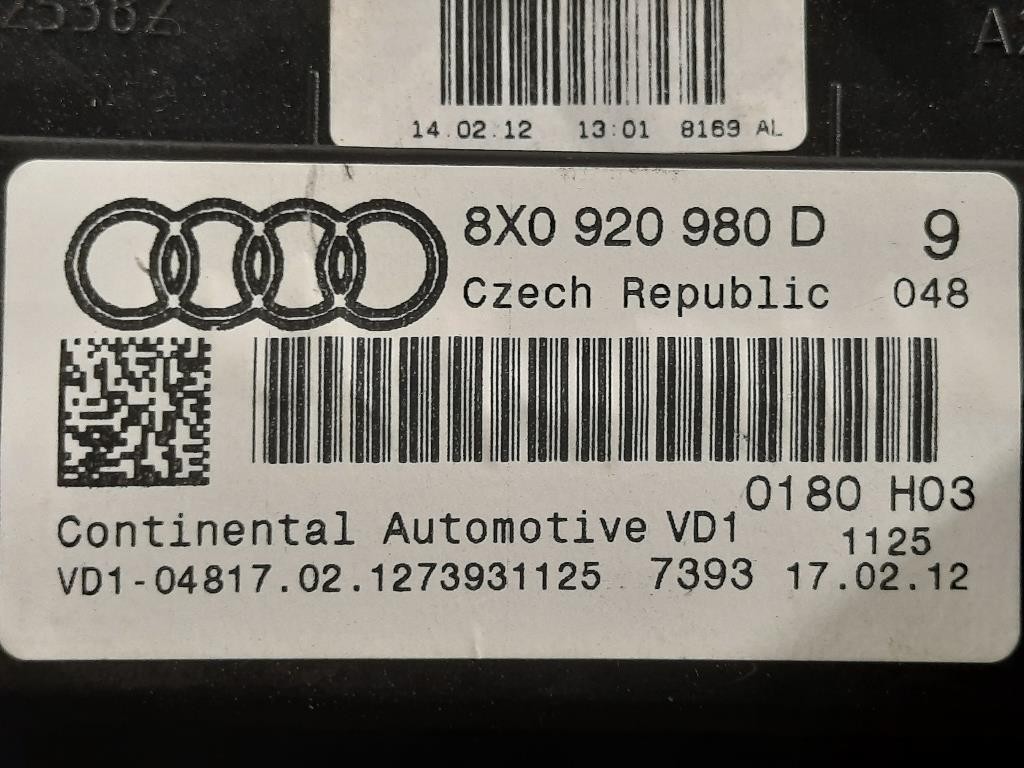 14.02.12 13:01 8169 AL
8X0 920 980 D 9
Czech Republic 048
0180 H03
Continental Automotive VD1 1125
VD1-04817.02.1273931125 7393 17.02.12